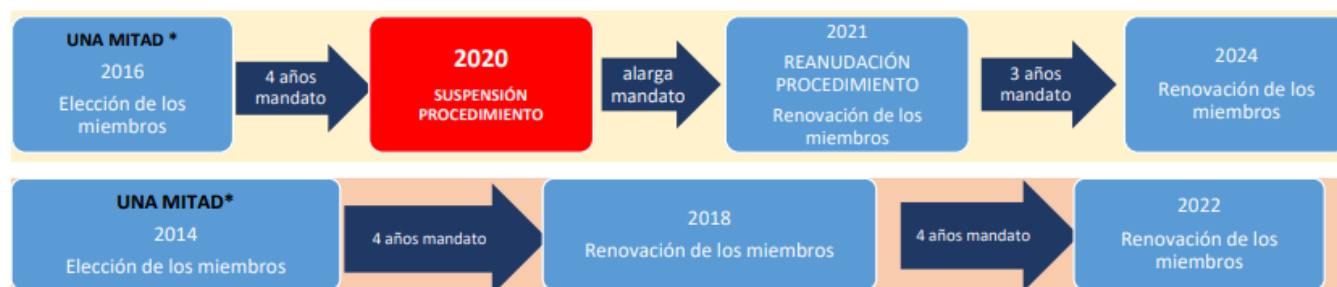 UNA MITAD *
2016
Elección de los
miembros
4 años
mandato
2020
SUSPENSIÓN
PROCEDIMIENTO
alarga
mandato
2021
REANUDACIÓN
PROCEDIMIENTO
Renovación de los
miembros
3 años
mandato
2024
Renovación de los
miembros
UNA MITAD*
2014
Elección de los miembros
4 años mandato
2018
Renovación de los miembros
4 años mandato
2022
Renovación de los
miembros